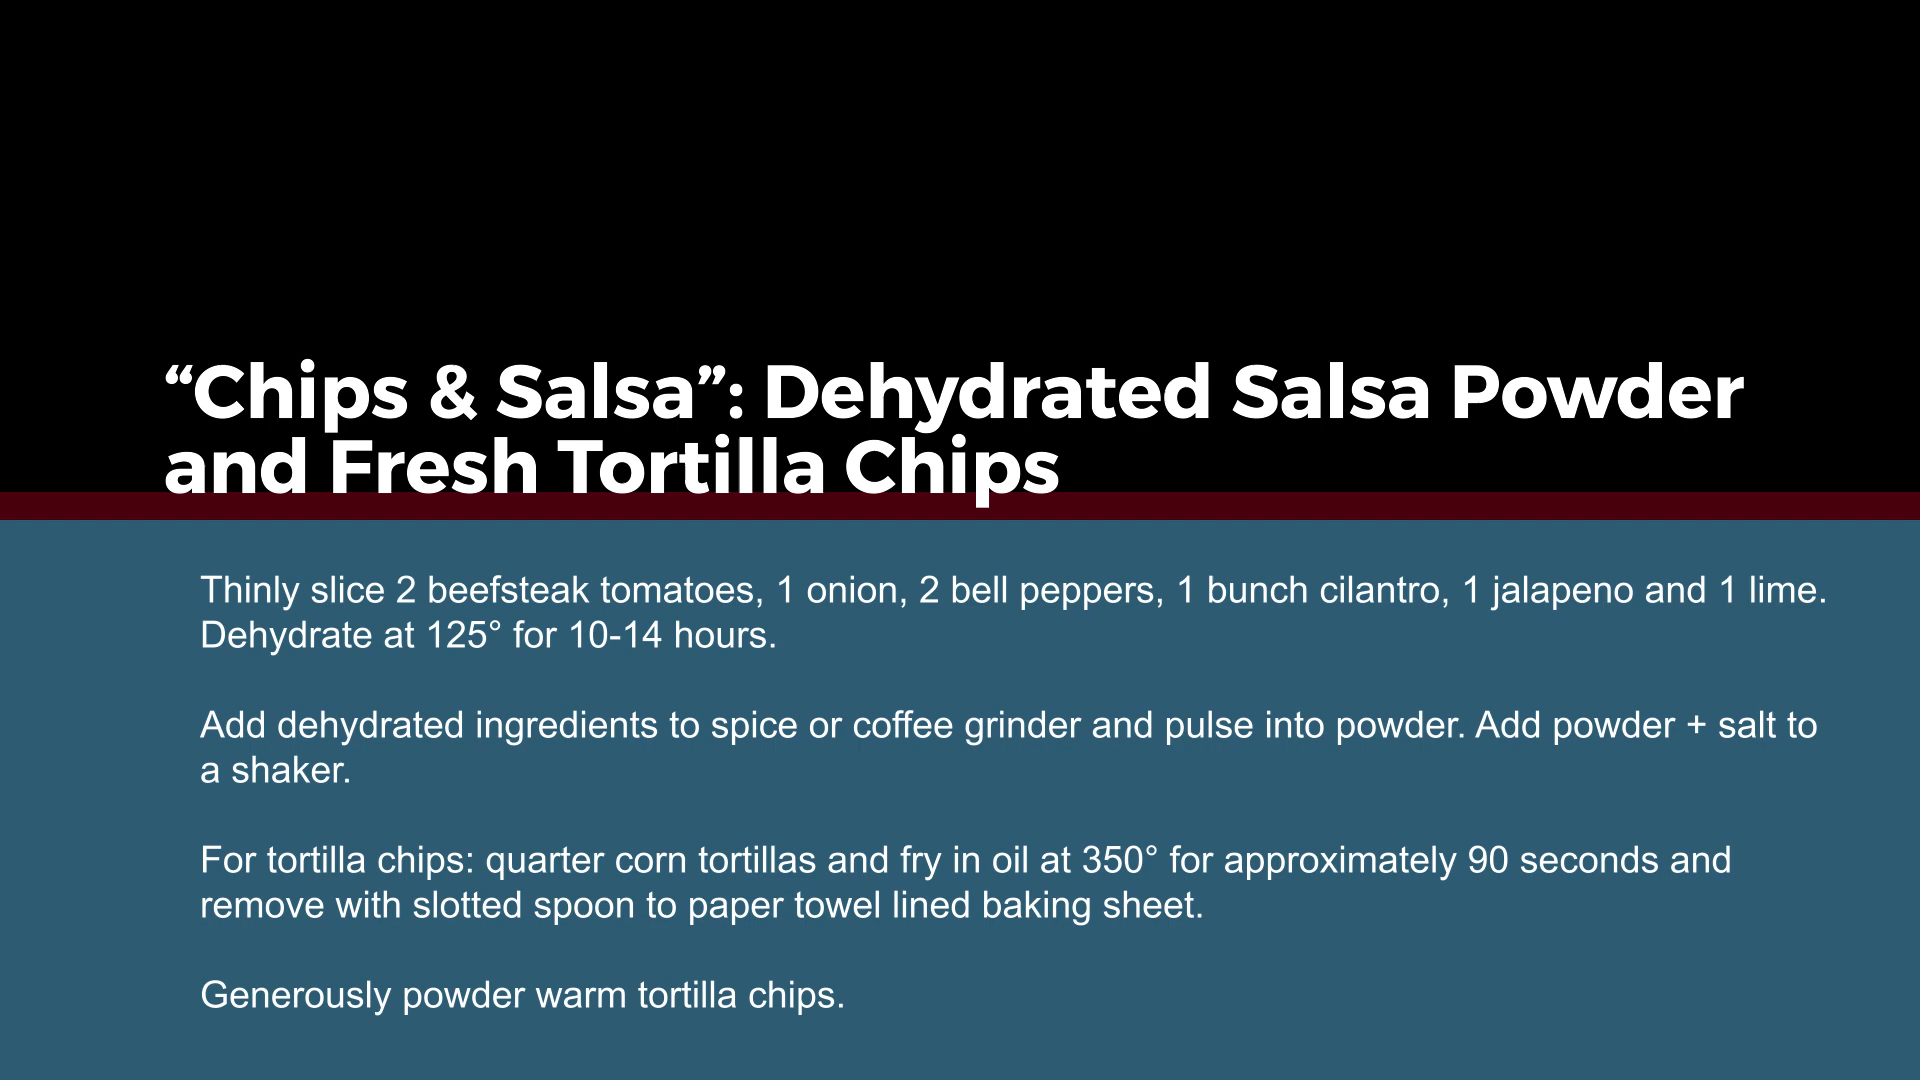 “Chips & Salsa”: Dehydrated Salsa Powder
and Fresh Tortilla Chips
Thinly slice 2 beefsteak tomatoes, 1 onion, 2 bell peppers, 1 bunch cilantro, 1 jalapeno and 1 lime.
Dehydrate at 125° for 10-14 hours.
Add dehydrated ingredients to spice or coffee grinder and pulse into powder. Add powder + salt to
a shaker.
For tortilla chips: quarter corn tortillas and fry in oil at 350° for approximately 90 seconds and
remove with slotted spoon to paper towel lined baking sheet.
Generously powder warm tortilla chips.